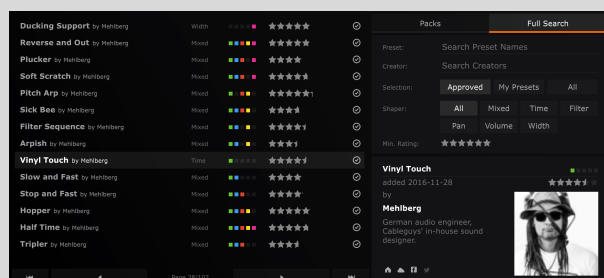 Ducking Support by Mehlberg Width
Reverse and Out by Mehlberg Mixed
Plucker by Mehlberg Mixed
Soft Scratch by Mehlberg Mixed
Pitch Arp by Mehlberg Mixed
Sick Bee by Mehlberg Mixed
Filter Sequence by Mehlberg Mixed
Arpish by Mehlberg Mixed
Vinyl Touch by Mehlberg Time
Slow and Fast by Mehlberg Mixed
Stop and Fast by Mehlberg Mixed
Hopper by Mehlberg Mixed
Half Time by Mehlberg Mixed
Tripler by Mehlberg Mixed
Packs Full Search
Preset: Search Preset Names
Creator: Search Creators
Selection: Approved My Presets All
Shaper: All Mixed Time Filter
Pan Volume Width
Min. Rating:
Vinyl Touch
added 2016-11-28
by
Mehlberg
German audio engineer,
Cableguys' in-house sound
designer.